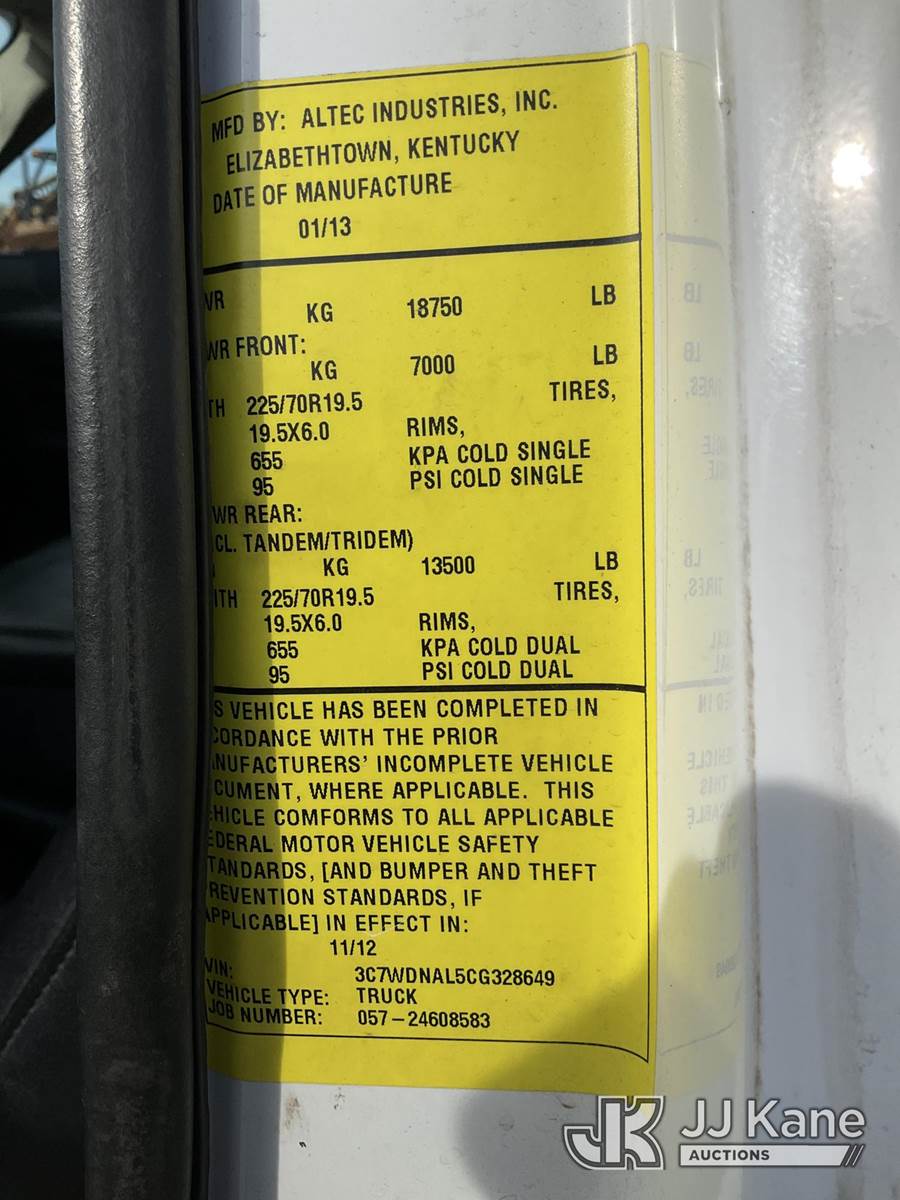 MFD BY: ALTEC INDUSTRIES, INC.
ELIZABETHTOWN, KENTUCKY
DATE OF MANUFACTURE
01/13
VR KG 18750 LB
WR FRONT:
KG 7000 LB
TH 225/70R19.5 TIRES,
19.5X6.0 RIMS,
655 KPA COLD SINGLE
95 PSI COLD SINGLE
WR REAR:
CL. TANDEM/TRIDEM)
KG 13500 LB
ITH 225/70R19.5 TIRES,
19.5X6.0 RIMS,
655 KPA COLD DUAL
95 PSI COLD DUAL
S VEHICLE HAS BEEN COMPLETED IN
CORDANCE WITH THE PRIOR
NUFACTURERS' INCOMPLETE VEHICLE
CUMENT, WHERE APPLICABLE. THIS
EHICLE COMFORMS TO ALL APPLICABLE
EDERAL MOTOR VEHICLE SAFETY
TANDARDS, [AND BUMPER AND THEFT
REVENTION STANDARDS, IF
APPLICABLE] IN EFFECT IN:
11/12
VIN: 3C7WDNAL5CG328649
VEHICLE TYPE: TRUCK
JOB NUMBER: 057-24608583
JK JJ Kane
AUCTIONS